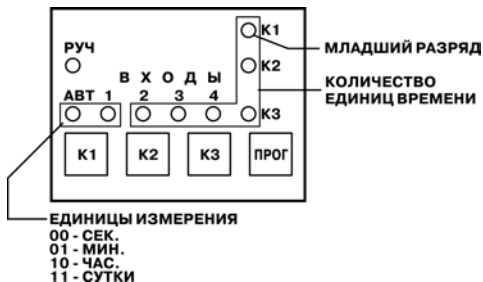 К1
МЛАДШИЙ РАЗРЯД
РУЧ
К2
ВХОДЫ
КОЛИЧЕСТВО
ЕДИНИЦ ВРЕМЕНИ
АВТ 1 2 3 4
К3
К1 К2 К3 ПРОГ
ЕДИНИЦЫ ИЗМЕРЕНИЯ
00 - СЕК.
01 - МИН.
10 - ЧАС.
11 - СУТКИ